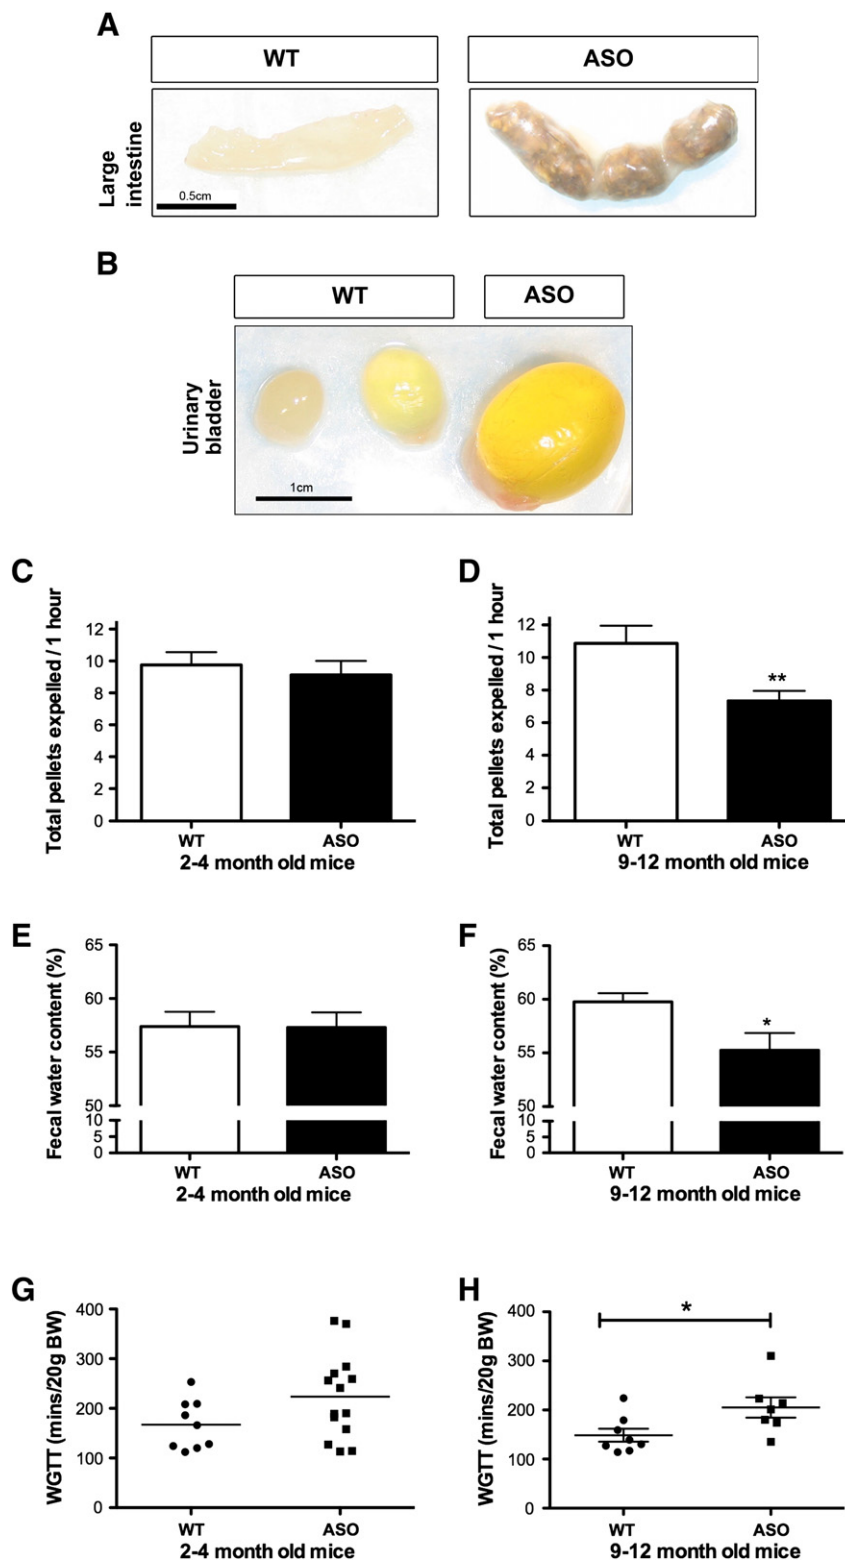 A
WT
ASO
Large
intestine
0.5cm
B
WT
ASO
Urinary
bladder
1cm
C
Total pellets expelled / 1 hour
12
10
8
6
4
2
0
WT
ASO
2-4 month old mice
D
Total pellets expelled / 1 hour
12
10
8
6
4
2
0
**
WT
ASO
9-12 month old mice
E
Fecal water content (%)
65
60
55
50
10
5
0
WT
ASO
2-4 month old mice
F
Fecal water content (%)
65
60
55
50
10
5
0
*
WT
ASO
9-12 month old mice
G
WGTT (mins/20g BW)
400
300
200
100
0
WT
ASO
2-4 month old mice
H
WGTT (mins/20g BW)
400
300
200
100
0
*
WT
ASO
9-12 month old mice